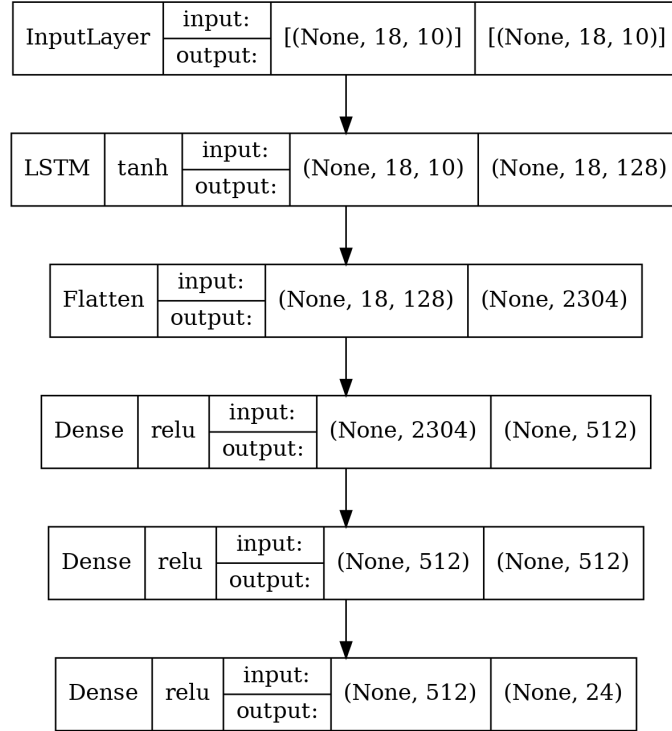 InputLayer input: output: [(None, 18, 10)] [(None, 18, 10)]
LSTM tanh input: output: (None, 18, 10) (None, 18, 128)
Flatten input: output: (None, 18, 128) (None, 2304)
Dense relu input: output: (None, 2304) (None, 512)
Dense relu input: output: (None, 512) (None, 512)
Dense relu input: output: (None, 512) (None, 24)